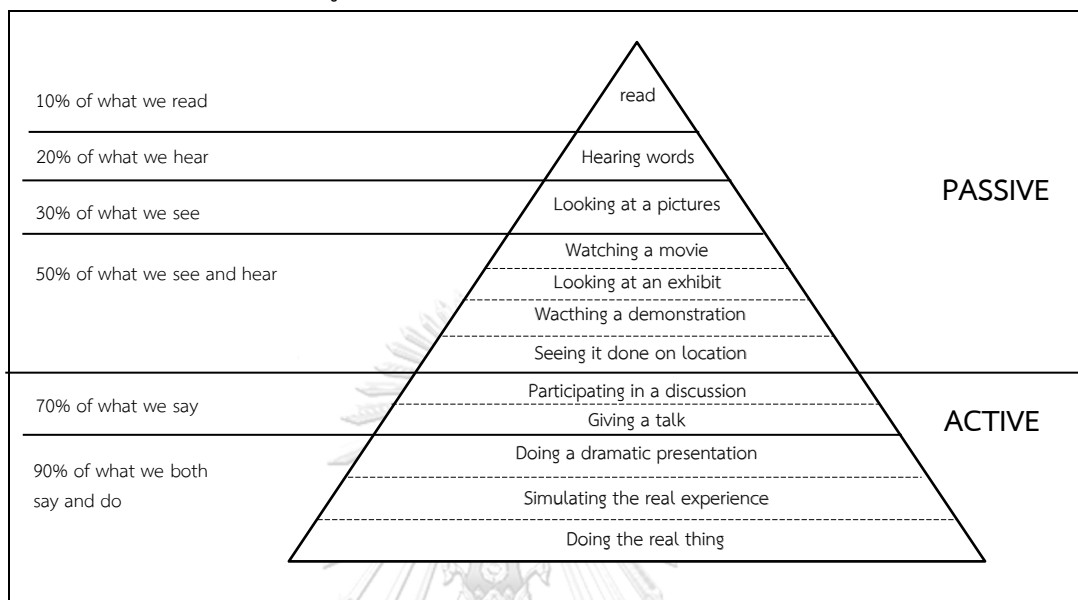 10% of what we read
read
20% of what we hear
Hearing words
30% of what we see
Looking at a pictures
PASSIVE
50% of what we see and hear
Watching a movie
Looking at an exhibit
Wacthing a demonstration
Seeing it done on location
70% of what we say
Participating in a discussion
Giving a talk
ACTIVE
90% of what we both
say and do
Doing a dramatic presentation
Simulating the real experience
Doing the real thing